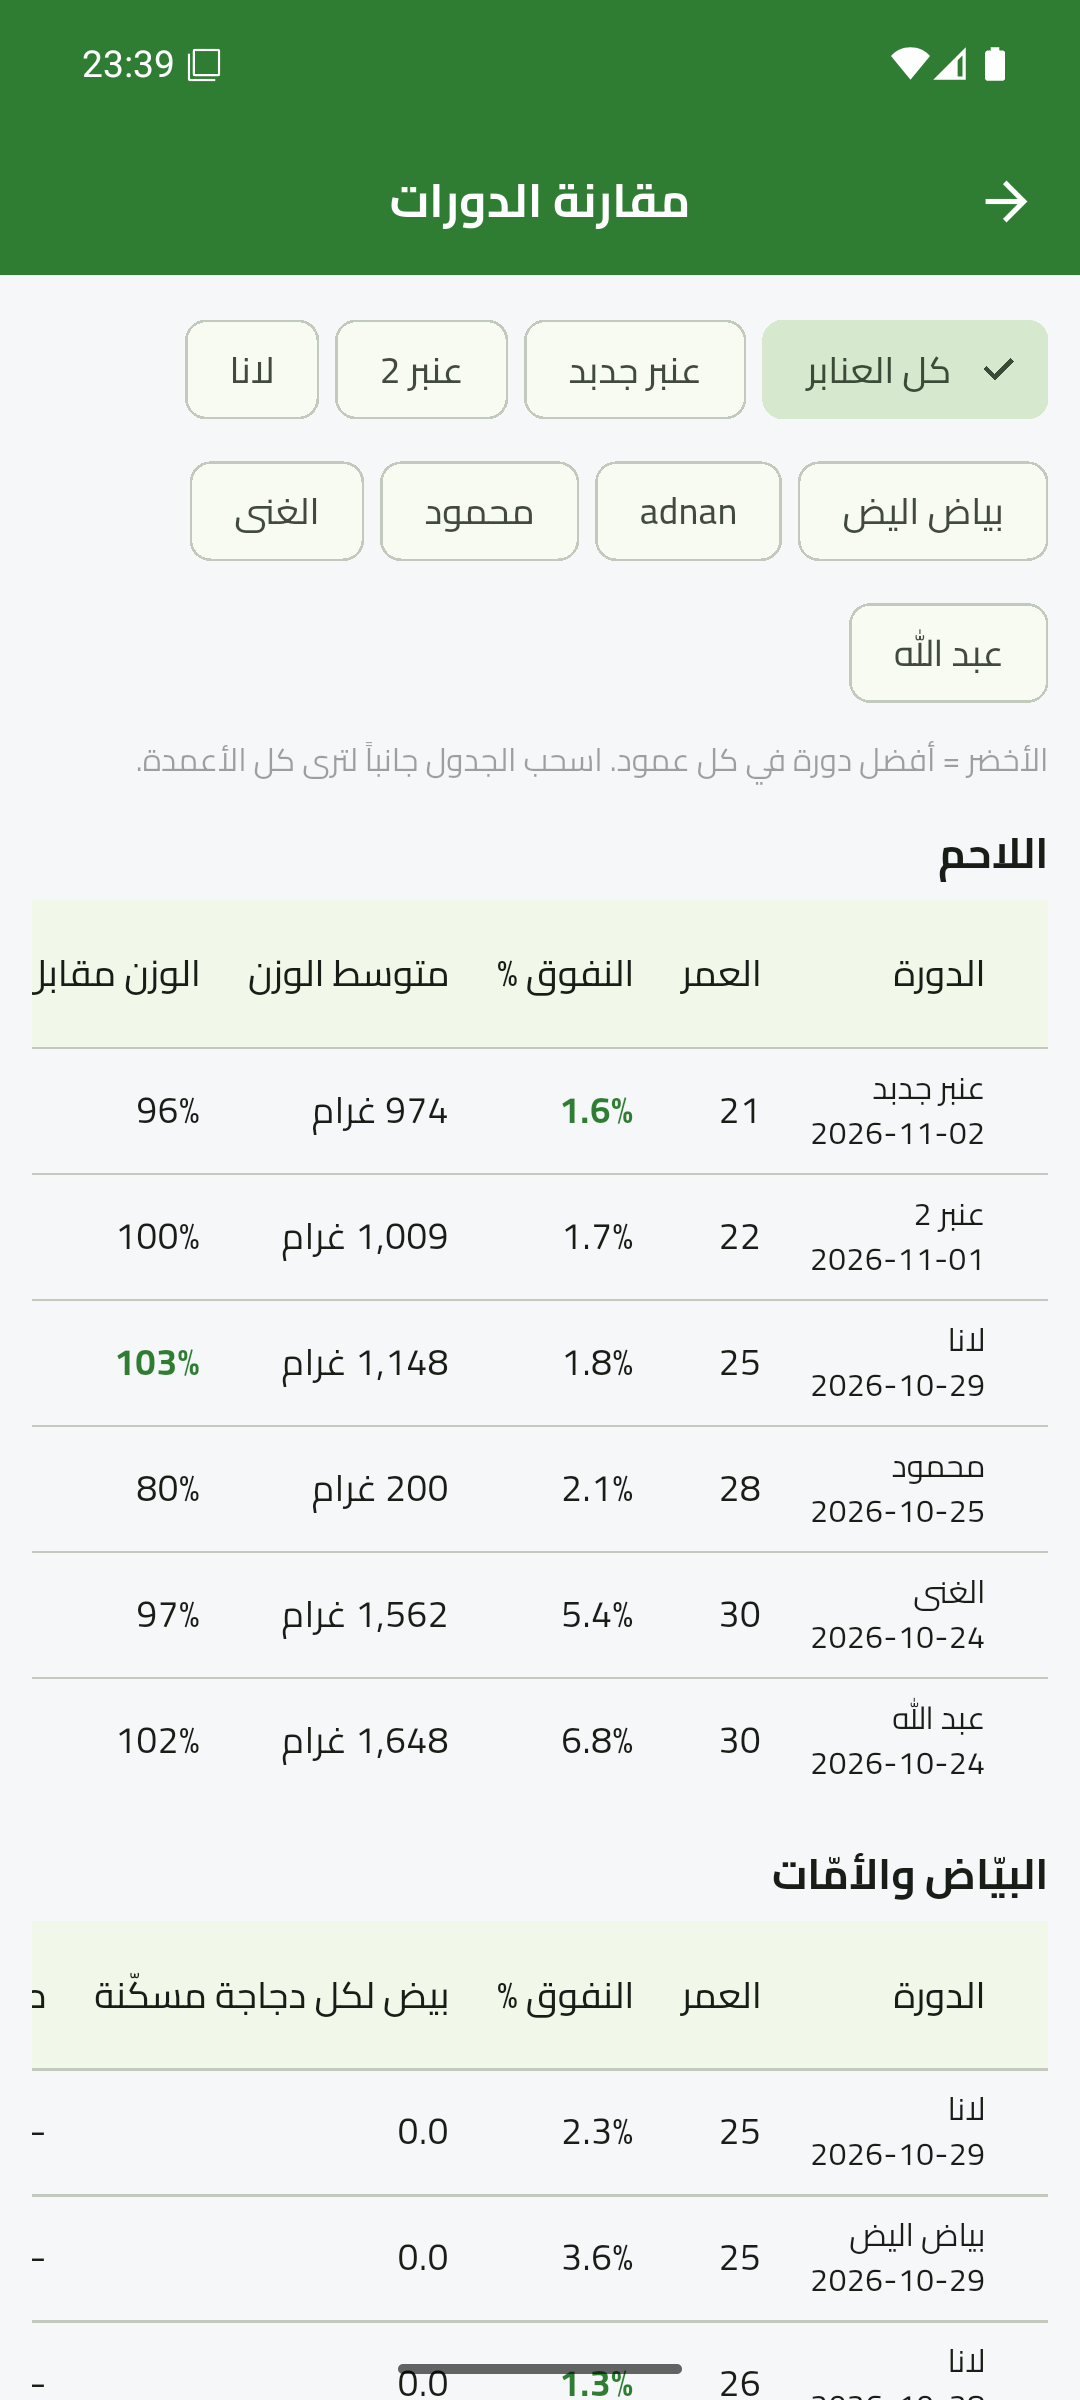 23:39
مقارنة الدورات
كل العنابر
عنبر جدبد
عنبر 2
لانا
بياض اليض
adnan
محمود
الغنى
عبد الله
الأخضر = أفضل دورة في كل عمود. اسحب الجدول جانباً لترى كل الأعمدة.
اللاحم
الدورة العمر النفوق % متوسط الوزن الوزن مقابل
عنبر جدبد
2026-11-02 21 1.6% 974 غرام 96%
عنبر 2
2026-11-01 22 1.7% 1,009 غرام 100%
لانا
2026-10-29 25 1.8% 1,148 غرام 103%
محمود
2026-10-25 28 2.1% 200 غرام 80%
الغنى
2026-10-24 30 5.4% 1,562 غرام 97%
عبد الله
2026-10-24 30 6.8% 1,648 غرام 102%
البيّاض والأمّات
الدورة العمر النفوق % بيض لكل دجاجة مسكّنة
لانا
2026-10-29 25 2.3% 0.0 -
بياض اليض
2026-10-29 25 3.6% 0.0 -
لانا
26 1.3% 0.0 -